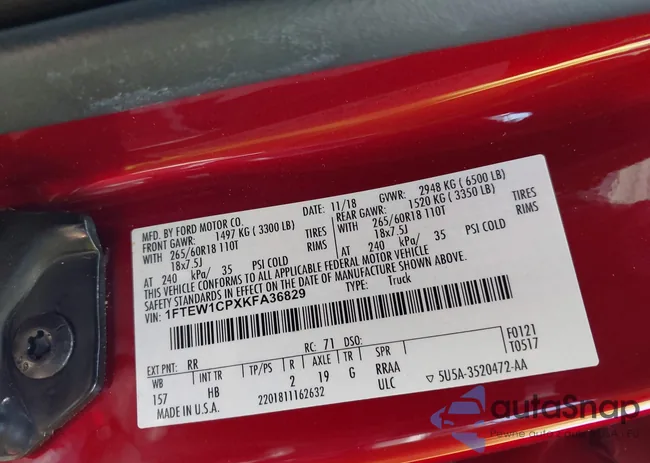 MFD. BY FORD MOTOR CO.
DATE: 11/18 GVWR: 2948 KG ( 6500 LB)
FRONT GAWR: 1497 KG ( 3300 LB) REAR GAWR: 1520 KG ( 3350 LB)
WITH 265/60R18 110T TIRES WITH 265/60R18 110T TIRES
18x7.5J RIMS 18x7.5J RIMS
AT 240 kPa/ 35 PSI COLD AT 240 kPa/ 35 PSI COLD
THIS VEHICLE CONFORMS TO ALL APPLICABLE FEDERAL MOTOR VEHICLE
SAFETY STANDARDS IN EFFECT ON THE DATE OF MANUFACTURE SHOWN ABOVE.
VIN: 1FTEW1CPXKFA36829 TYPE: Truck
F0121
T0517
EXT PNT: RR RC: 71 DSO:
WB INT TR TP/PS R AXLE TR SPR
157 HB 2 19 G RRAA
MADE IN U.S.A. 2201811162632 ULC
5U5A-3520472-AA
autoSnap